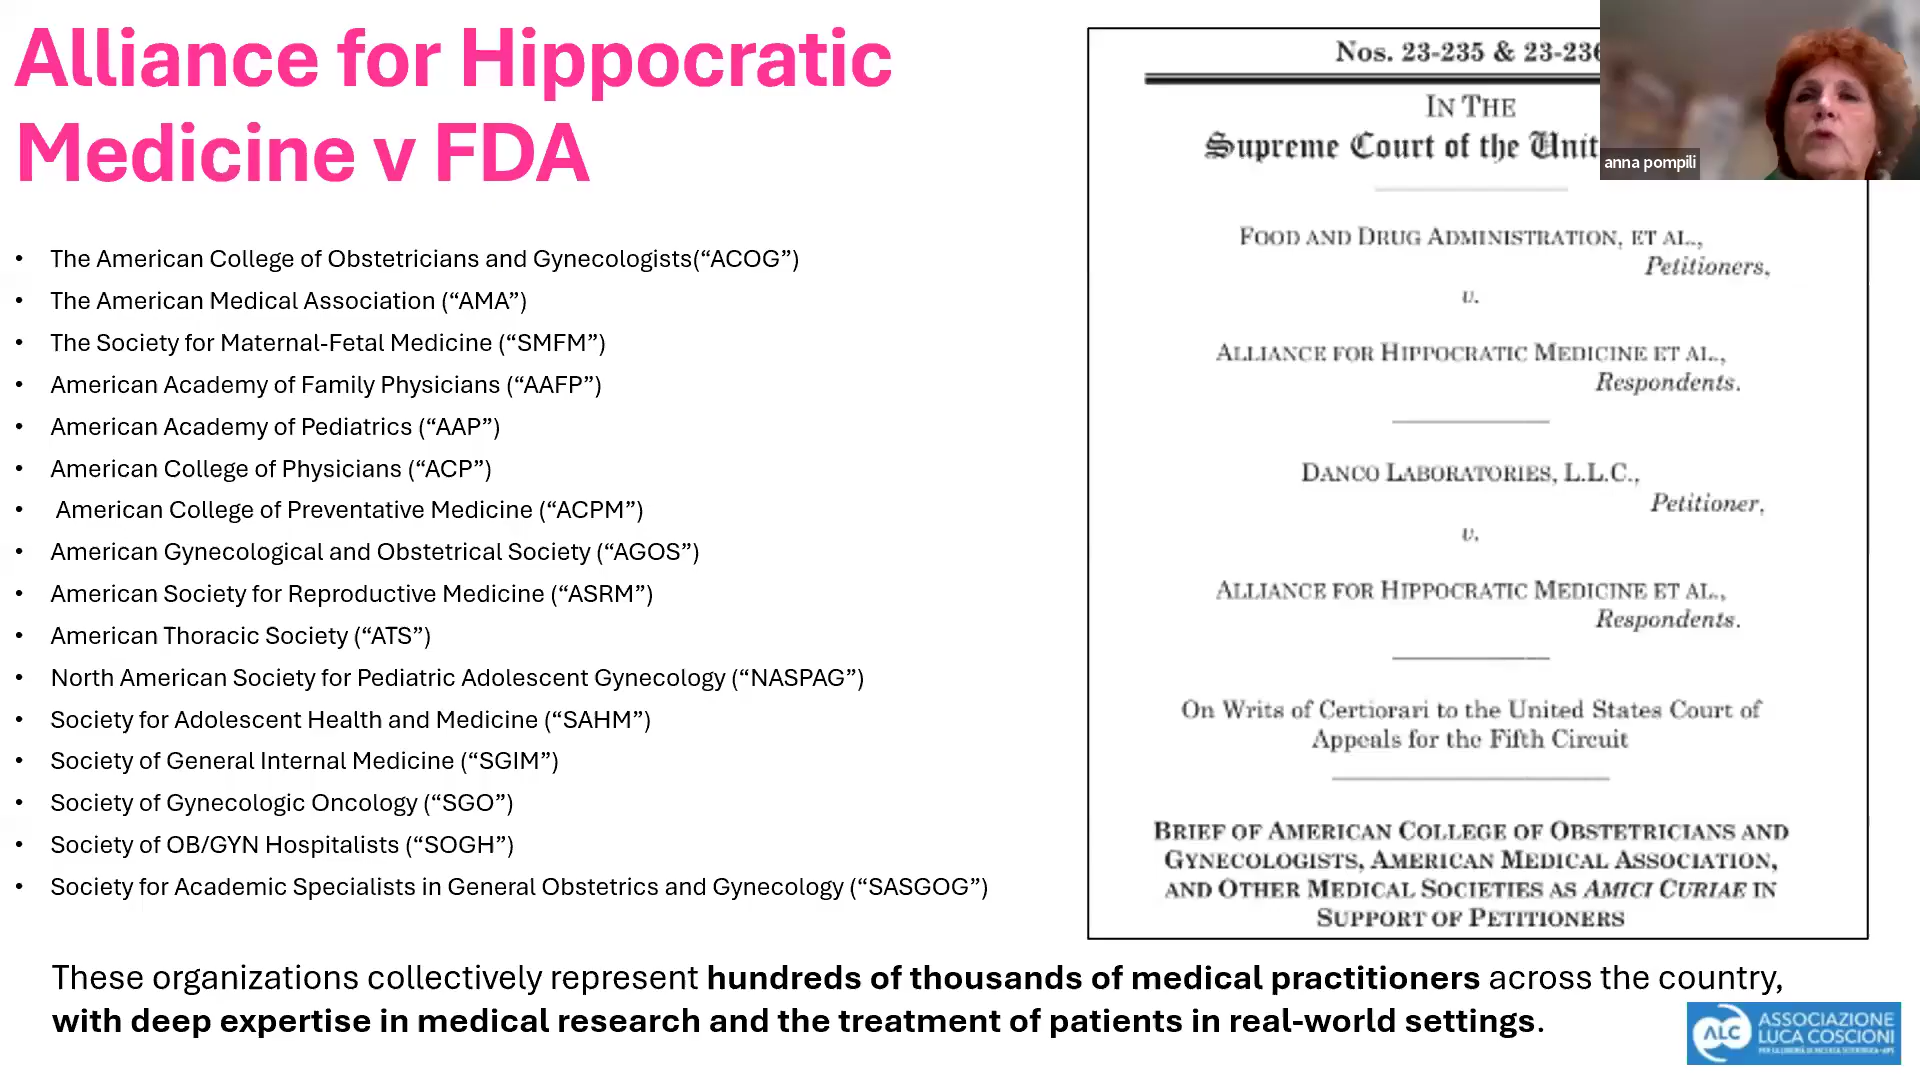 Alliance for Hippocratic
Medicine v FDA
• The American College of Obstetricians and Gynecologists(“ACOG”)
• The American Medical Association (“AMA”)
• The Society for Maternal-Fetal Medicine (“SMFM”)
• American Academy of Family Physicians (“AAFP”)
• American Academy of Pediatrics (“AAP”)
• American College of Physicians (“ACP”)
• American College of Preventative Medicine (“ACPM”)
• American Gynecological and Obstetrical Society (“AGOS”)
• American Society for Reproductive Medicine (“ASRM”)
• American Thoracic Society (“ATS”)
• North American Society for Pediatric Adolescent Gynecology (“NASPAG”)
• Society for Adolescent Health and Medicine (“SAHM”)
• Society of General Internal Medicine (“SGIM”)
• Society of Gynecologic Oncology (“SGO”)
• Society of OB/GYN Hospitalists (“SOGH”)
• Society for Academic Specialists in General Obstetrics and Gynecology (“SASGOG”)
Nos. 23-235 & 23-236
IN THE
Supreme Court of the Unit
FOOD AND DRUG ADMINISTRATION, ET AL.,
Petitioners,
v.
ALLIANCE FOR HIPPOCRATIC MEDICINE ET AL.,
Respondents.
DANCO LABORATORIES, L.L.C.,
Petitioner,
v.
ALLIANCE FOR HIPPOCRATIC MEDICINE ET AL.,
Respondents.
On Writs of Certiorari to the United States Court of
Appeals for the Fifth Circuit
BRIEF OF AMERICAN COLLEGE OF OBSTETRICIANS AND
GYNECOLOGISTS, AMERICAN MEDICAL ASSOCIATION,
AND OTHER MEDICAL SOCIETIES AS AMICI CURIAE IN
SUPPORT OF PETITIONERS
anna pompili
These organizations collectively represent hundreds of thousands of medical practitioners across the country,
with deep expertise in medical research and the treatment of patients in real-world settings.
ALC
ASSOCIAZIONE
LUCA COSCIONI